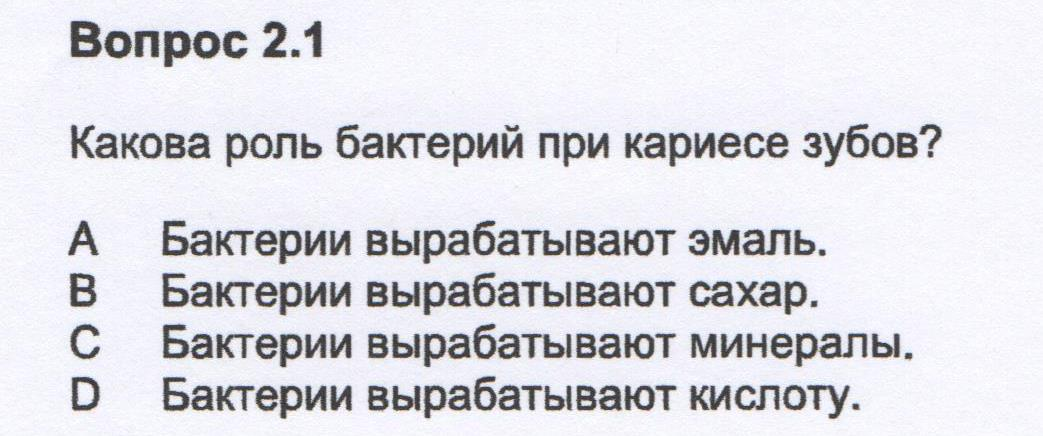 Вопрос 2.1
Какова роль бактерий при кариесе зубов?
A Бактерии вырабатывают эмаль.
B Бактерии вырабатывают сахар.
C Бактерии вырабатывают минералы.
D Бактерии вырабатывают кислоту.